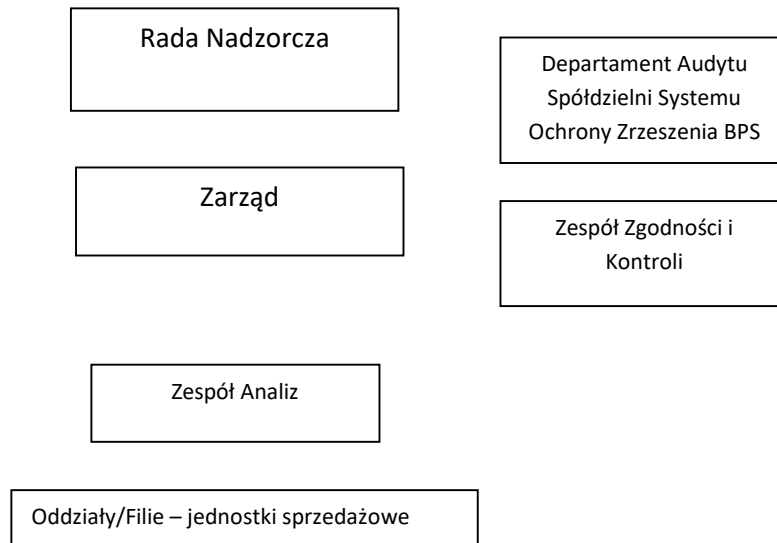 Rada Nadzorcza
Departament Audytu
Spółdzielni Systemu
Ochrony Zrzeszenia BPS
Zarząd
Zespół Zgodności i
Kontroli
Zespół Analiz
Oddziały/Filie – jednostki sprzedażowe